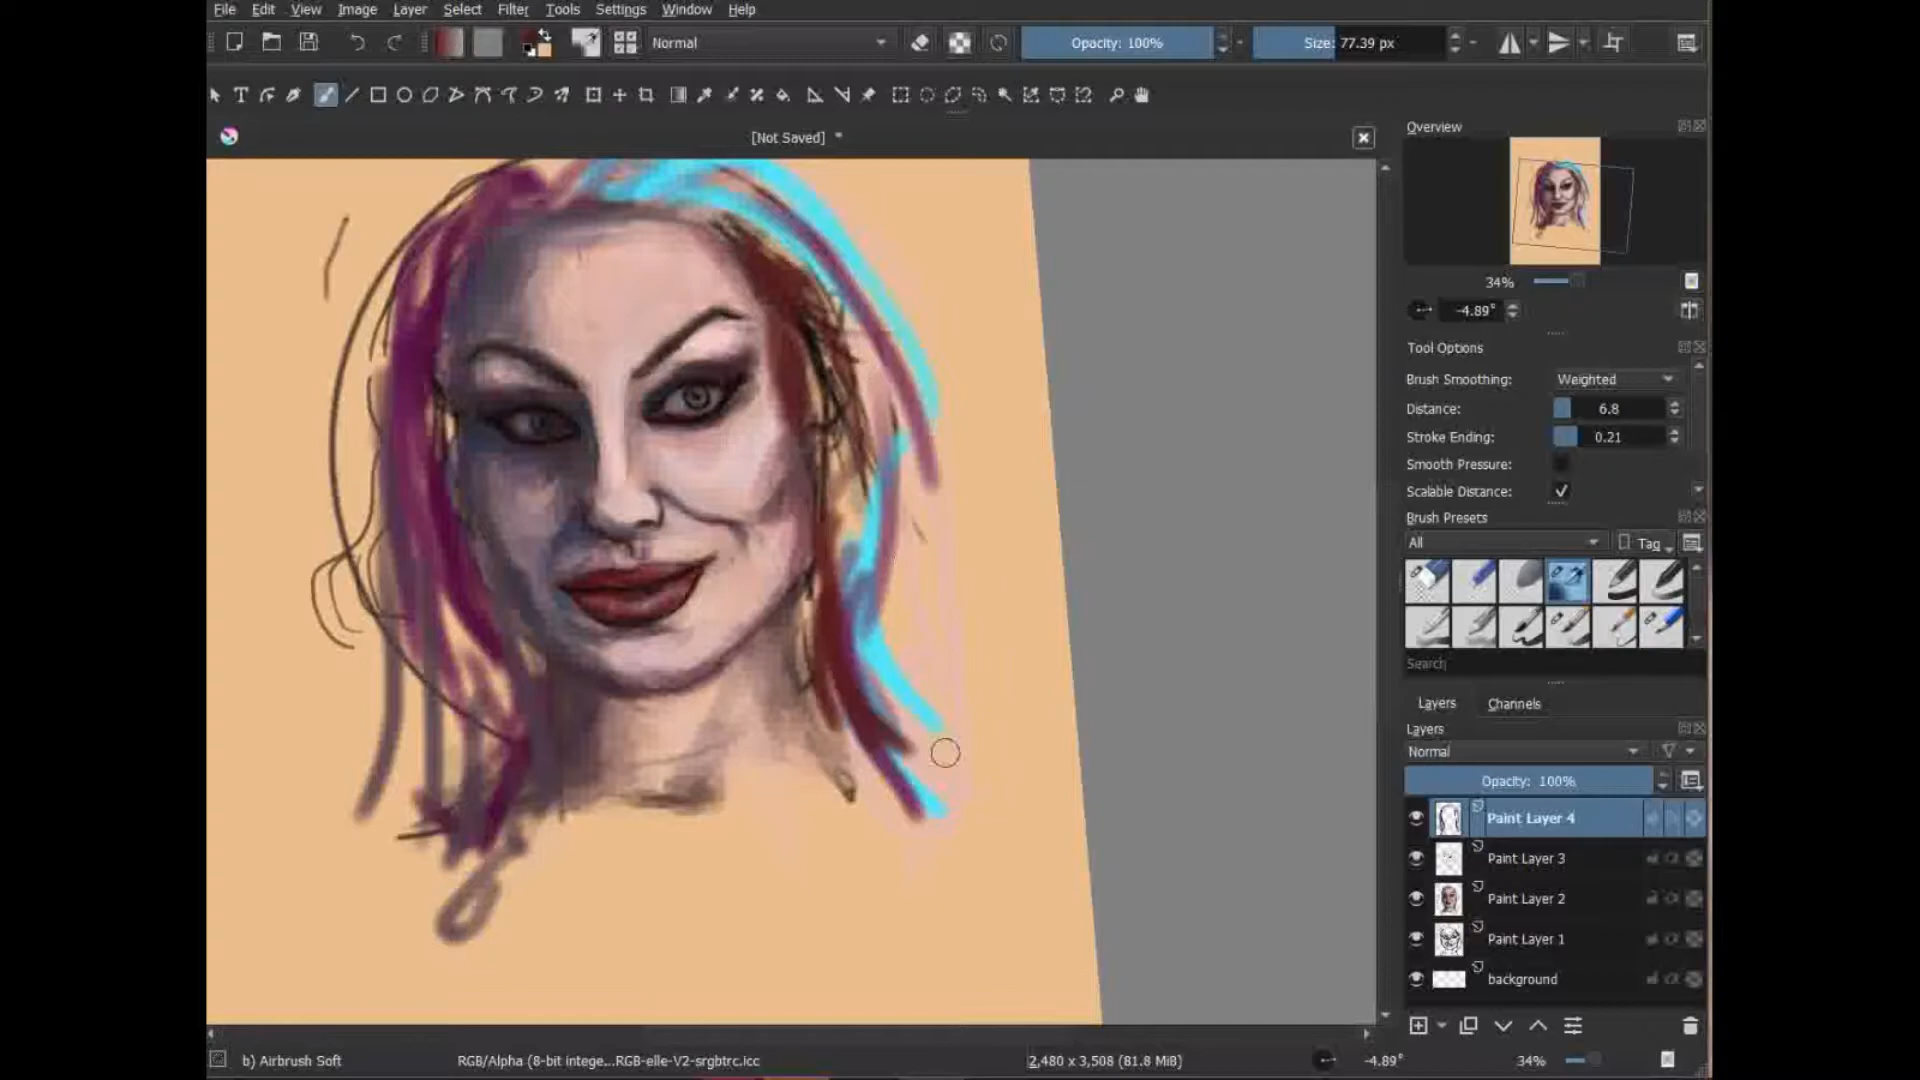 File Edit View Image Layer Select Filter Tools Settings Window Help
Normal Opacity: 100% Size: 77.39 px
[Not Saved] *
Overview
34%
-4.89°
Tool Options
Brush Smoothing: Weighted
Distance: 6.8
Stroke Ending: 0.21
Smooth Pressure:
Scalable Distance:
Brush Presets
All Tag
Search
Layers Channels
Layers
Normal
Opacity: 100%
Paint Layer 4
Paint Layer 3
Paint Layer 2
Paint Layer 1
background
b) Airbrush Soft RGB/Alpha (8-bit intege...RGB-elle-V2-srgbtrc.icc 2,480 x 3,508 (81.8 MiB) -4.89° 34%